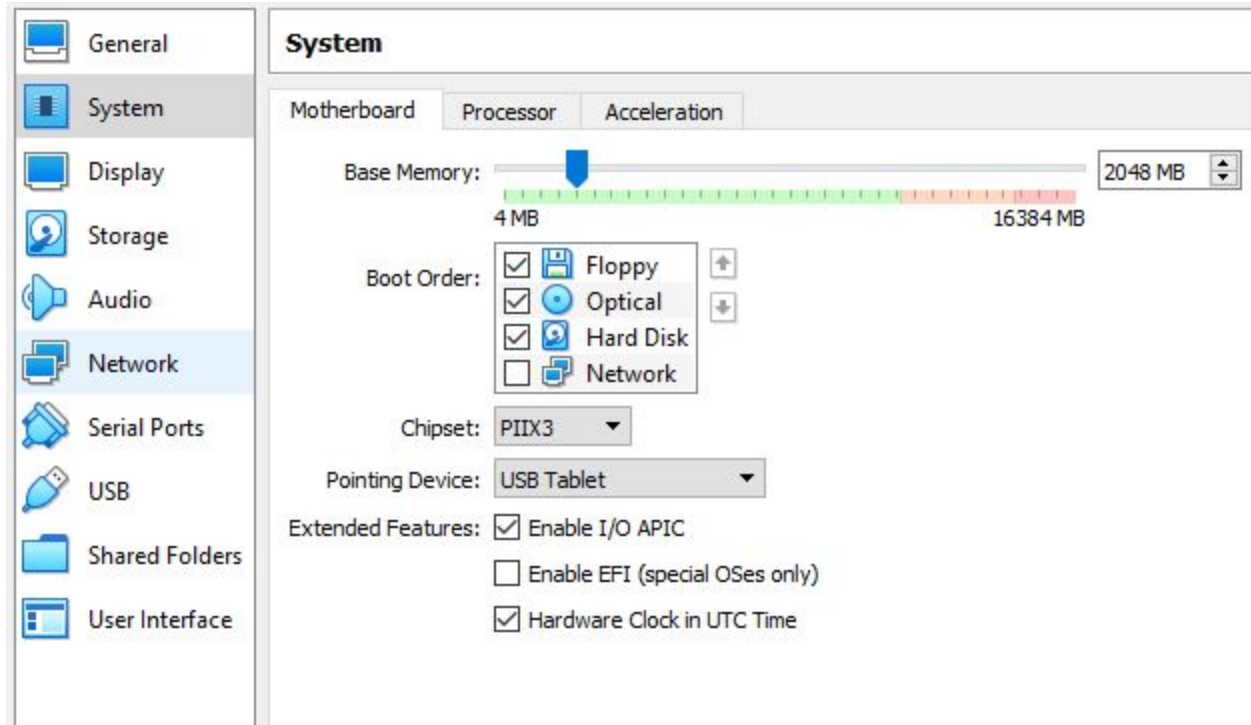 General
System
Display
Storage
Audio
Network
Serial Ports
USB
Shared Folders
User Interface
System
Motherboard Processor Acceleration
Base Memory: 2048 MB
4 MB 16384 MB
Boot Order: Floppy
Optical
Hard Disk
Network
Chipset: PIIX3
Pointing Device: USB Tablet
Extended Features: Enable I/O APIC
Enable EFI (special OSes only)
Hardware Clock in UTC Time